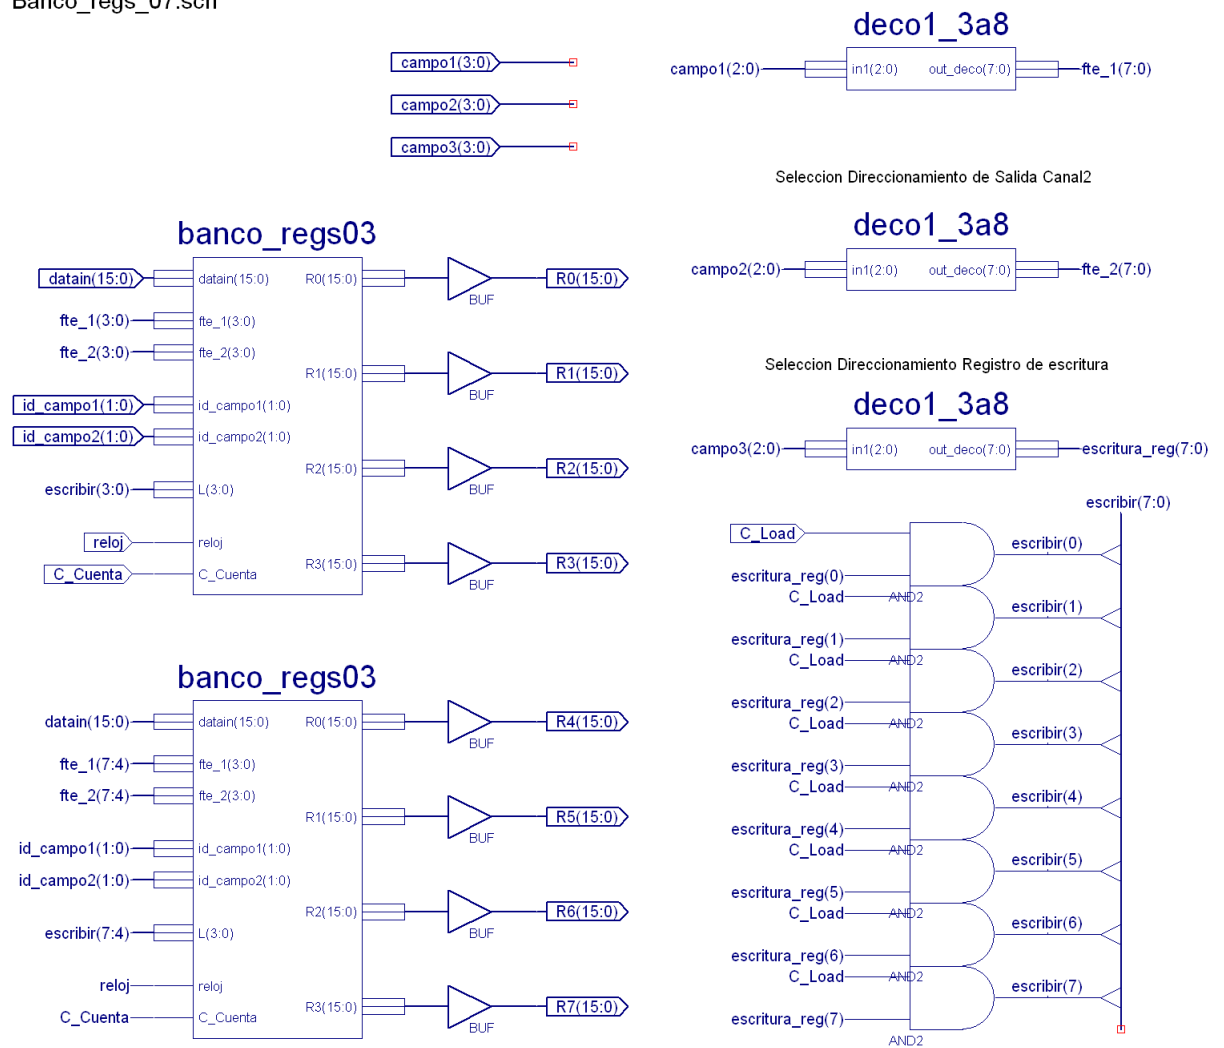 Banco_regs_07.sch
campo1(3:0)
campo2(3:0)
campo3(3:0)
deco1_3a8
campo1(2:0)
in1(2:0)
out_deco(7:0)
fte_1(7:0)
Seleccion Direccionamiento de Salida Canal2
deco1_3a8
campo2(2:0)
in1(2:0)
out_deco(7:0)
fte_2(7:0)
Seleccion Direccionamiento Registro de escritura
deco1_3a8
campo3(2:0)
in1(2:0)
out_deco(7:0)
escritura_reg(7:0)
banco_regs03
datain(15:0)
datain(15:0)
R0(15:0)
BUF
R0(15:0)
fte_1(3:0)
fte_1(3:0)
fte_2(3:0)
fte_2(3:0)
R1(15:0)
BUF
R1(15:0)
id_campo1(1:0)
id_campo1(1:0)
id_campo2(1:0)
id_campo2(1:0)
R2(15:0)
BUF
R2(15:0)
escribir(3:0)
L(3:0)
reloj
reloj
C_Cuenta
C_Cuenta
R3(15:0)
BUF
R3(15:0)
banco_regs03
datain(15:0)
datain(15:0)
R0(15:0)
BUF
R4(15:0)
fte_1(7:4)
fte_1(3:0)
fte_2(7:4)
fte_2(3:0)
R1(15:0)
BUF
R5(15:0)
id_campo1(1:0)
id_campo1(1:0)
id_campo2(1:0)
id_campo2(1:0)
R2(15:0)
BUF
R6(15:0)
escribir(7:4)
L(3:0)
reloj
reloj
C_Cuenta
C_Cuenta
R3(15:0)
BUF
R7(15:0)
escribir(7:0)
C_Load
escribir(0)
escritura_reg(0)
C_Load
AND2
escribir(1)
escritura_reg(1)
C_Load
AND2
escribir(2)
escritura_reg(2)
C_Load
AND2
escribir(3)
escritura_reg(3)
C_Load
AND2
escribir(4)
escritura_reg(4)
C_Load
AND2
escribir(5)
escritura_reg(5)
C_Load
AND2
escribir(6)
escritura_reg(6)
C_Load
AND2
escribir(7)
escritura_reg(7)
AND2